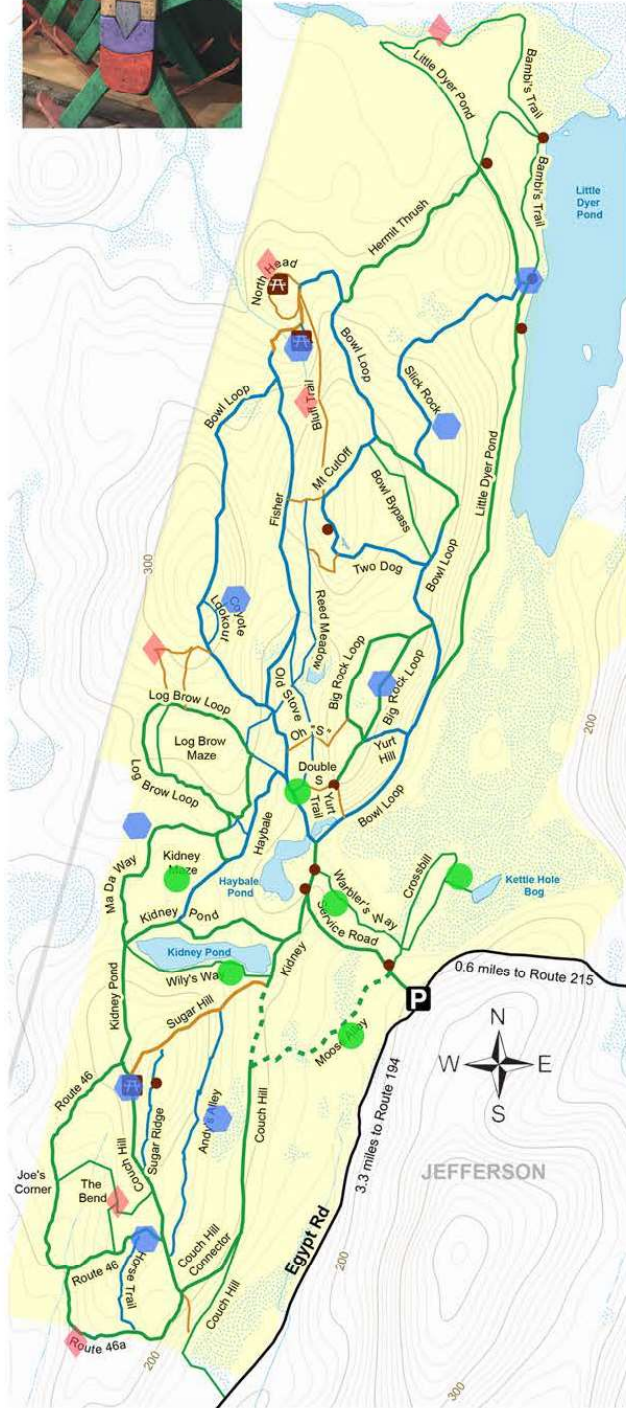 Little Dyer Pond
Bambi's Trail
Bambi's Trail
Little
Dyer
Pond
Hermit Thrush
North Head
Bowl Loop
Slick Rock
Bluff Trail
Bowl Loop
Little Dyer Pond
Mt CutOff
Bowl Bypass
Fisher
Two Dog
Bowl Loop
300
Coyote
Lookout
Reed Meadow
Old Stove
Big Rock Loop
Big Rock Loop
Log Brow Loop
200
Oh "S"
Log Brow
Maze
Double
S
Yurt
Hill
Yurt
Trail
Log
Brow Loop
Bowl Loop
Haybale
Ma Da Way
Kidney
Maze
Haybale
Pond
Warbler's Way
Crossbill
Kettle Hole
Bog
Kidney Pond
Service Road
Kidney Pond
Kidney
Wily's Way
0.6 miles to Route 215
P
Kidney Pond
Sugar Hill
Moose Alley
N
W
E
S
Route 46
Couch Hill
3.3 miles to Route 194
Andy's Alley
Sugar Ridge
Couch Hill
JEFFERSON
Joe's
Corner
The
Bend
Route 46
Horse Trail
Couch Hill
Connector
Egypt Rd
Couch Hill
200
Route 46a
200
300